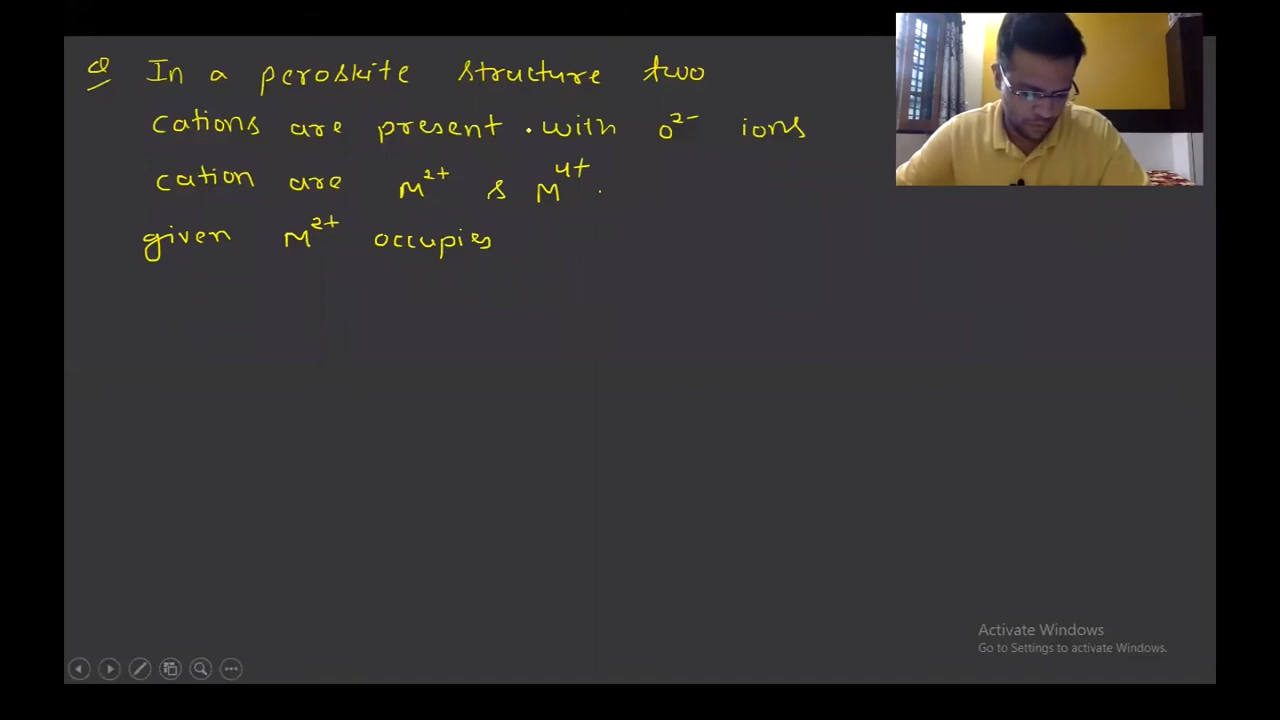 Q In a peroskite structure two
cations are present. with O²⁻ ions
cation are M²⁺ & M⁴⁺.
given M²⁺ occupies
Activate Windows
Go to Settings to activate Windows.